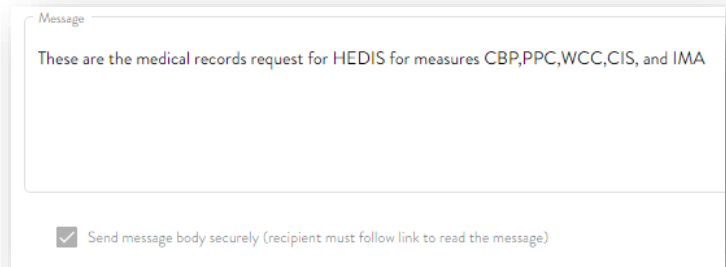 Message
These are the medical records request for HEDIS for measures CBP,PPC,WCC,CIS, and IMA
Send message body securely (recipient must follow link to read the message)